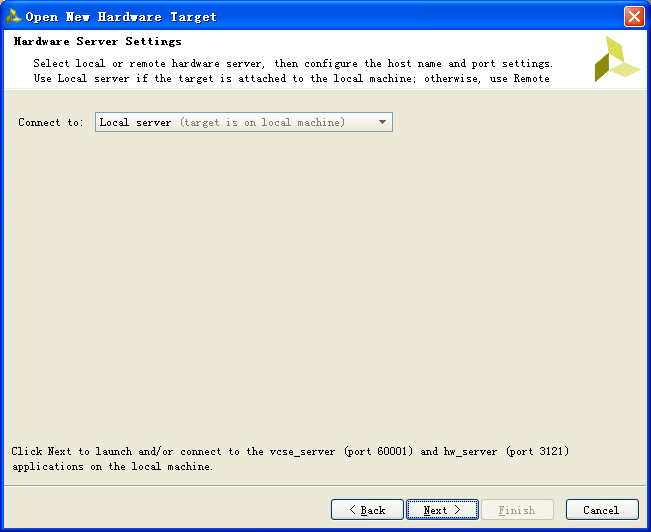 Open New Hardware Target
Hardware Server Settings
Select local or remote hardware server, then configure the host name and port settings.
Use Local server if the target is attached to the local machine; otherwise, use Remote
Connect to: Local server (target is on local machine)
Click Next to launch and/or connect to the vcse_server (port 60001) and hw_server (port 3121)
applications on the local machine.
< Back Next > Finish Cancel